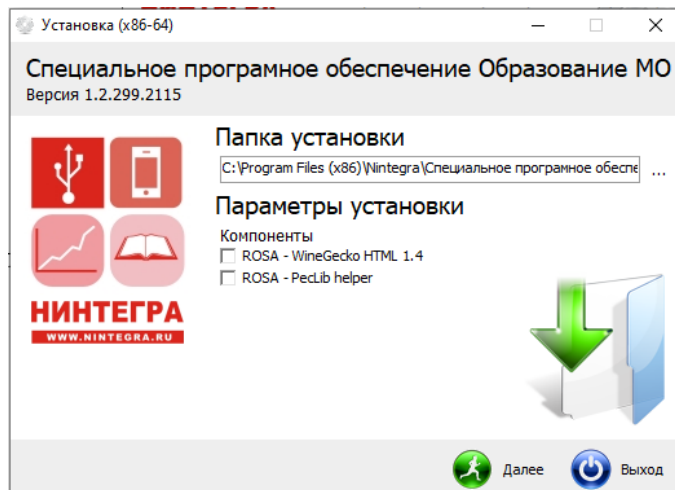 Установка (x86-64)
Специальное програмное обеспечение Образование МО
Версия 1.2.299.2115
Папка установки
C:\Program Files (x86)\Nintegra\Специальное програмное обеспе
...
Параметры установки
Компоненты
ROSA - WineGecko HTML 1.4
ROSA - PecLib helper
НИНТЕГРА
WWW.NINTEGRA.RU
Далее
Выход